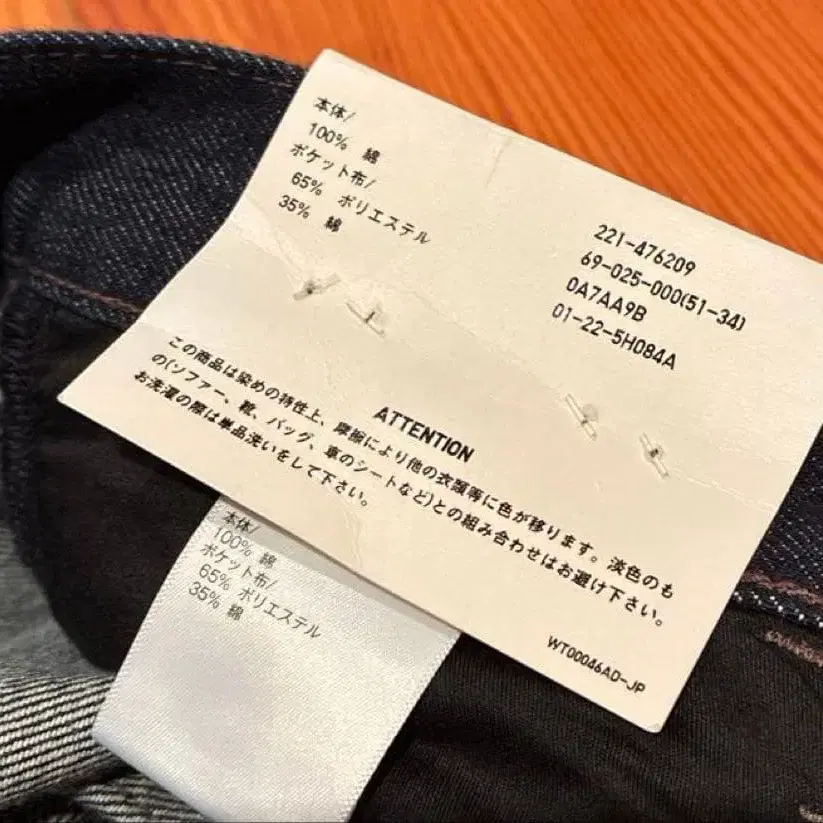 本体/
100% 綿
ポケット布/
65% ポリエステル
35% 綿
221-476209
69-025-000(51-34)
0A7AA9B
01-22-5H084A
ATTENTION
この商品は染めの特性上、摩擦により他の衣類等に色が移ります。淡色のも
の(ソファー、靴、バッグ、車のシートなど)との組み合わせはお避け下さい。
お洗濯の際は単品洗いをして下さい。
WT00046AD-JP
本体/
100% 綿
ポケット布/
65% ポリエステル
35% 綿